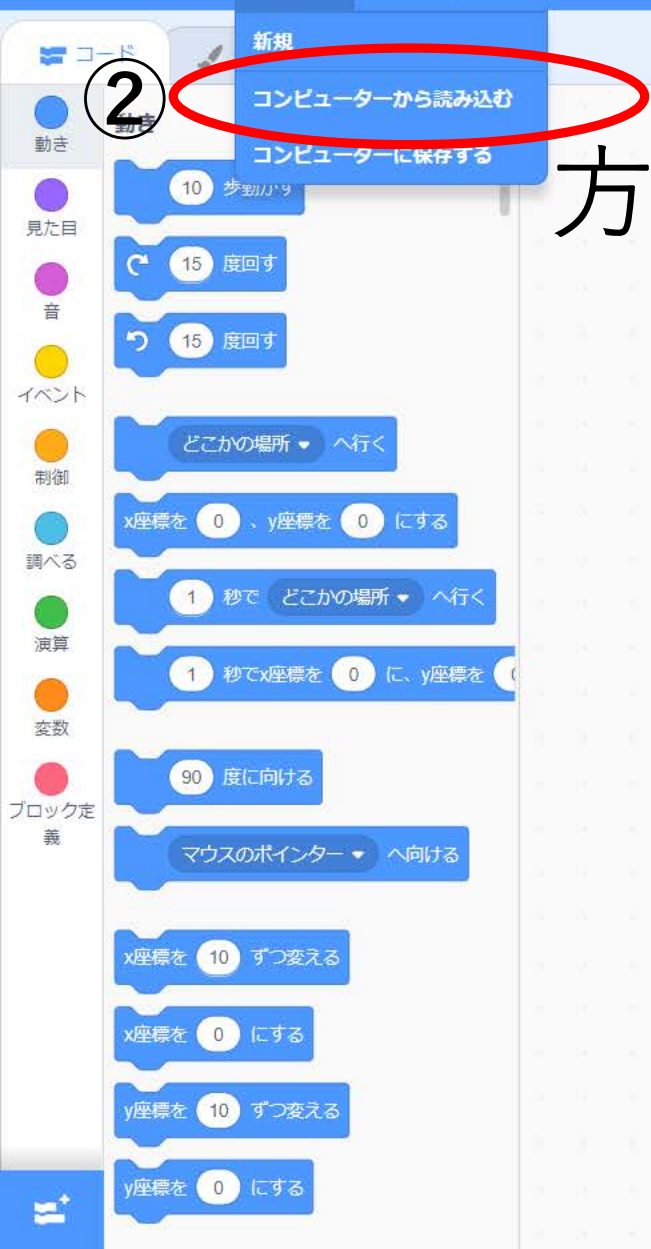 新規
コード
コンピューターから読み込む
②
動き
動き
コンピューターに保存する
方
10 歩動かす
見た目
15 度回す
音
15 度回す
イベント
どこかの場所 へ行く
制御
x座標を 0 、y座標を 0 にする
調べる
1 秒で どこかの場所 へ行く
演算
1 秒でx座標を 0 に、y座標を
変数
90 度に向ける
ブロック定
義
マウスのポインター へ向ける
x座標を 10 ずつ変える
x座標を 0 にする
y座標を 10 ずつ変える
y座標を 0 にする